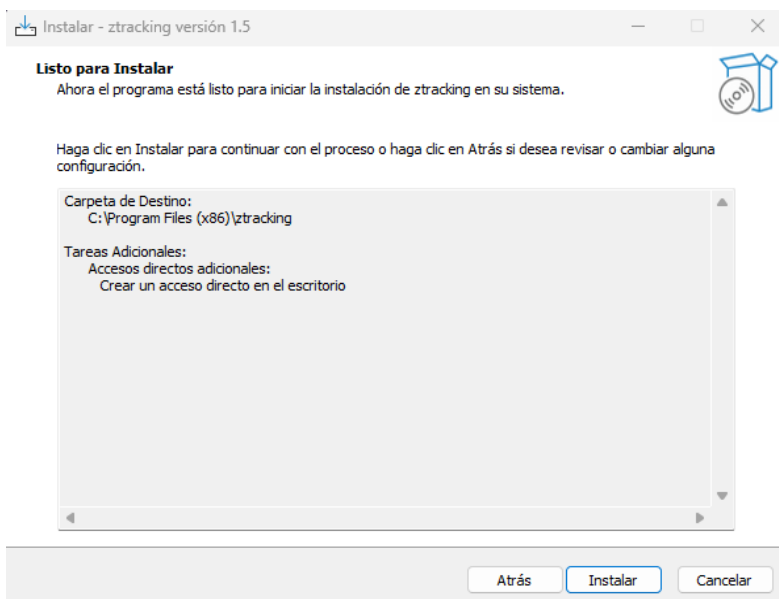 Instalar - ztracking versión 1.5
Listo para Instalar
Ahora el programa está listo para iniciar la instalación de ztracking en su sistema.
Haga clic en Instalar para continuar con el proceso o haga clic en Atrás si desea revisar o cambiar alguna
configuración.
Carpeta de Destino:
C:\Program Files (x86)\ztracking
Tareas Adicionales:
Accesos directos adicionales:
Crear un acceso directo en el escritorio
Atrás Instalar Cancelar